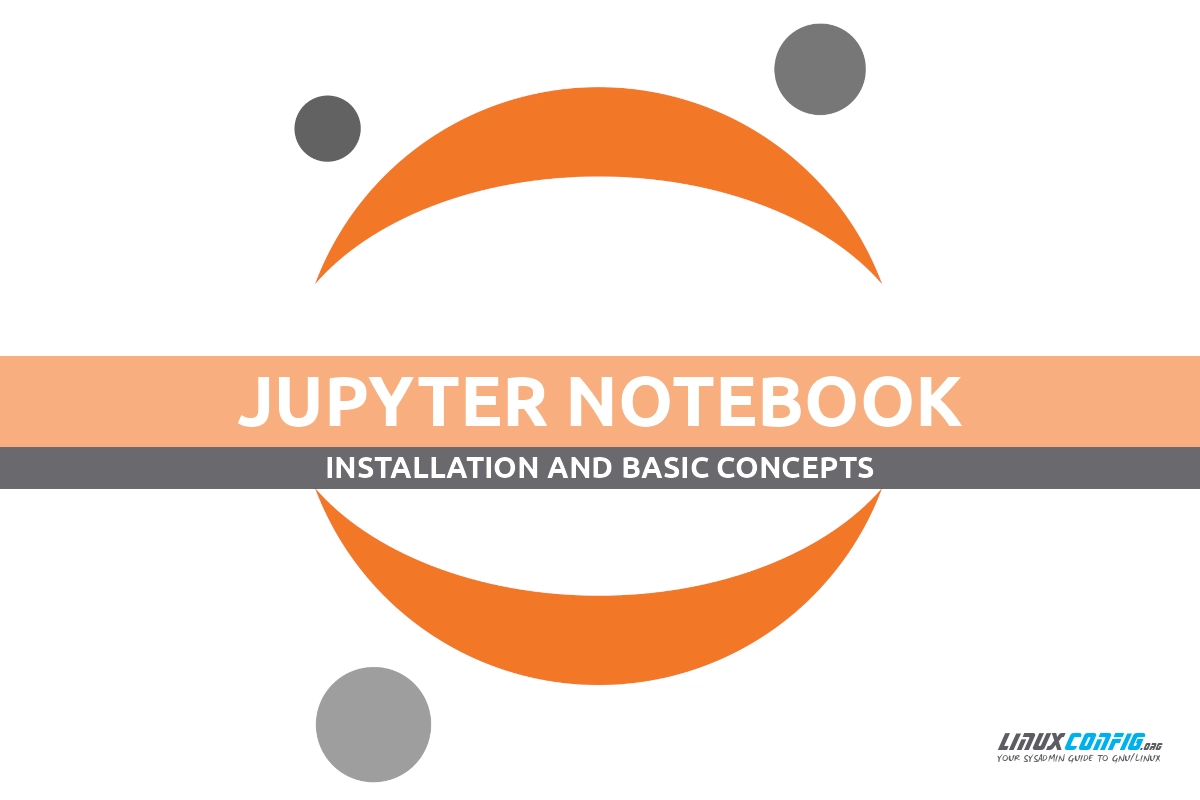 JUPYTER NOTEBOOK
INSTALLATION AND BASIC CONCEPTS
LINUXCONFIG.ORG
YOUR SYSADMIN GUIDE TO GNU/LINUX